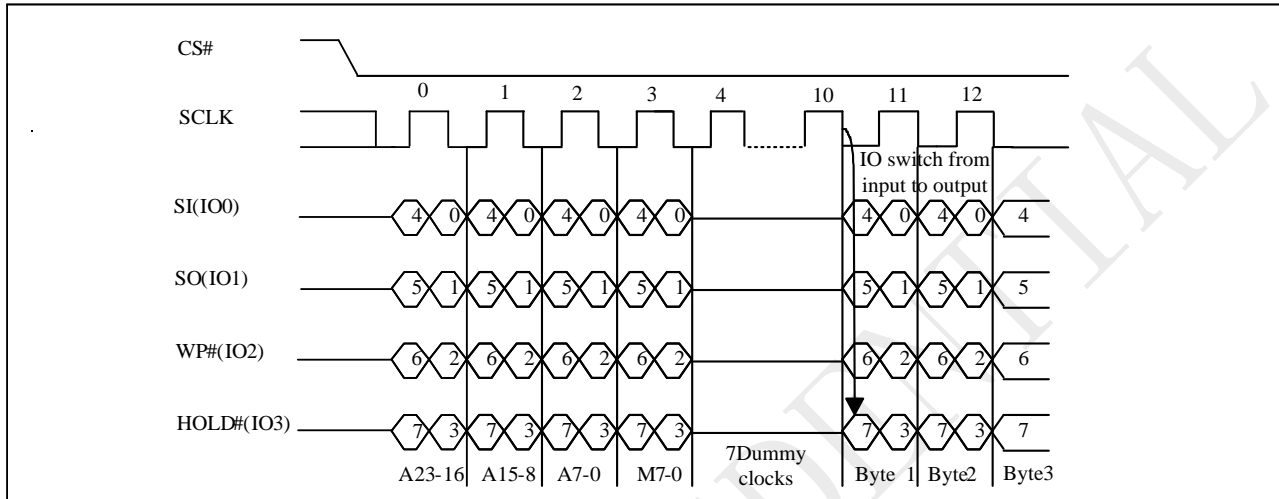 CS#
0 1 2 3 4 10 11 12
SCLK
IO switch from
input to output
SI(IO0)
4 0 4 0 4 0 4 0 4 0 4 0 4
SO(IO1)
5 1 5 1 5 1 5 1 5 1 5 1 5
WP#(IO2)
6 2 6 2 6 2 6 2 6 2 6 2 6
HOLD#(IO3)
7 3 7 3 7 3 7 3 7 3 7 3 7
A23-16 A15-8 A7-0 M7-0 7Dummy
clocks
Byte 1 Byte2 Byte3